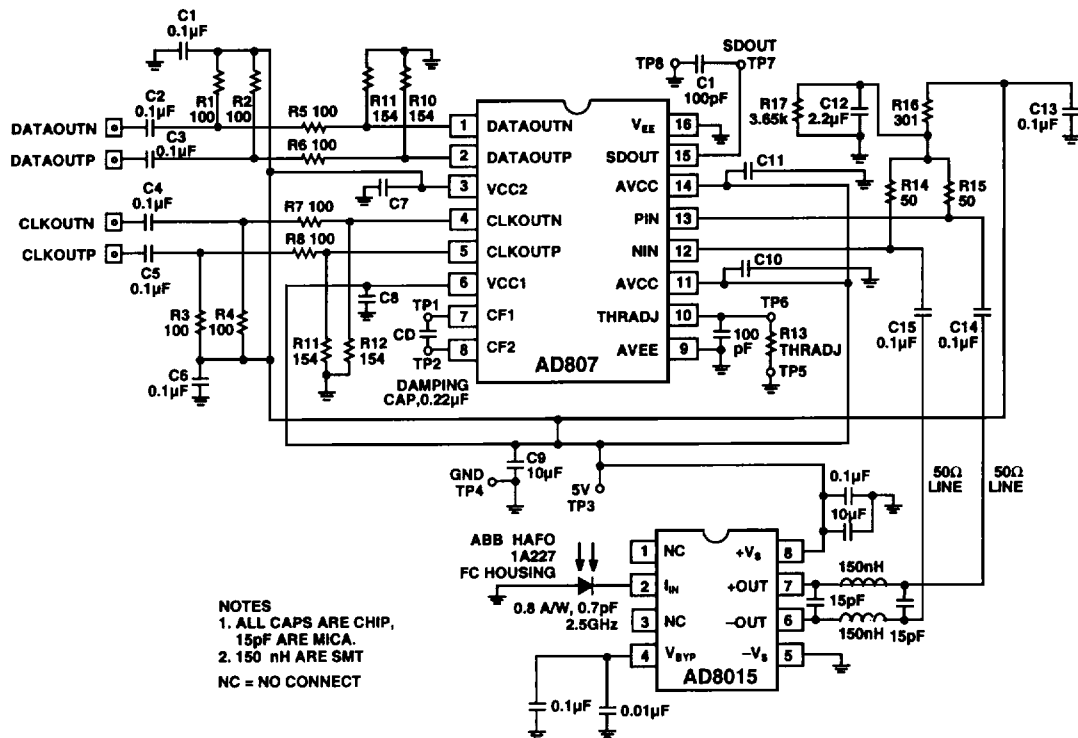 C1
0.1µF
C2
0.1µF
R1
100
R2
100
R11
154
R10
154
R5 100
DATAOUTN
C3
0.1µF
R6 100
DATAOUTP
C4
0.1µF
C7
R7 100
CLKOUTN
R8 100
CLKOUTP
C5
0.1µF
R3
100
R4
100
C8
TP1
CD
TP2
R11
154
R12
154
C6
0.1µF
DAMPING
CAP,0.22µF
1 DATAOUTN
2 DATAOUTP
3 VCC2
4 CLKOUTN
5 CLKOUTP
6 VCC1
7 CF1
8 CF2
VEE 16
SDOUT 15
AVCC 14
PIN 13
NIN 12
AVCC 11
THRADJ 10
AVEE 9
AD807
SDOUT
TP8
TP7
C1
100pF
R17
3.65k
C12
2.2µF
R16
301
C13
0.1µF
C11
R14
50
R15
50
C10
TP6
100
pF
R13
THRADJ
TP5
C15
0.1µF
C14
0.1µF
C9
10µF
GND
TP4
5V
TP3
0.1µF
10µF
50Ω
LINE
50Ω
LINE
ABB HAFO
1A227
FC HOUSING
0.8 A/W, 0.7pF
2.5GHz
1 NC
2 IIN
3 NC
4 VBYP
+VS 8
+OUT 7
–OUT 6
–VS 5
AD8015
150nH
15pF
150nH
15pF
0.1µF
0.01µF
NOTES
1. ALL CAPS ARE CHIP,
15pF ARE MICA.
2. 150 nH ARE SMT
NC = NO CONNECT